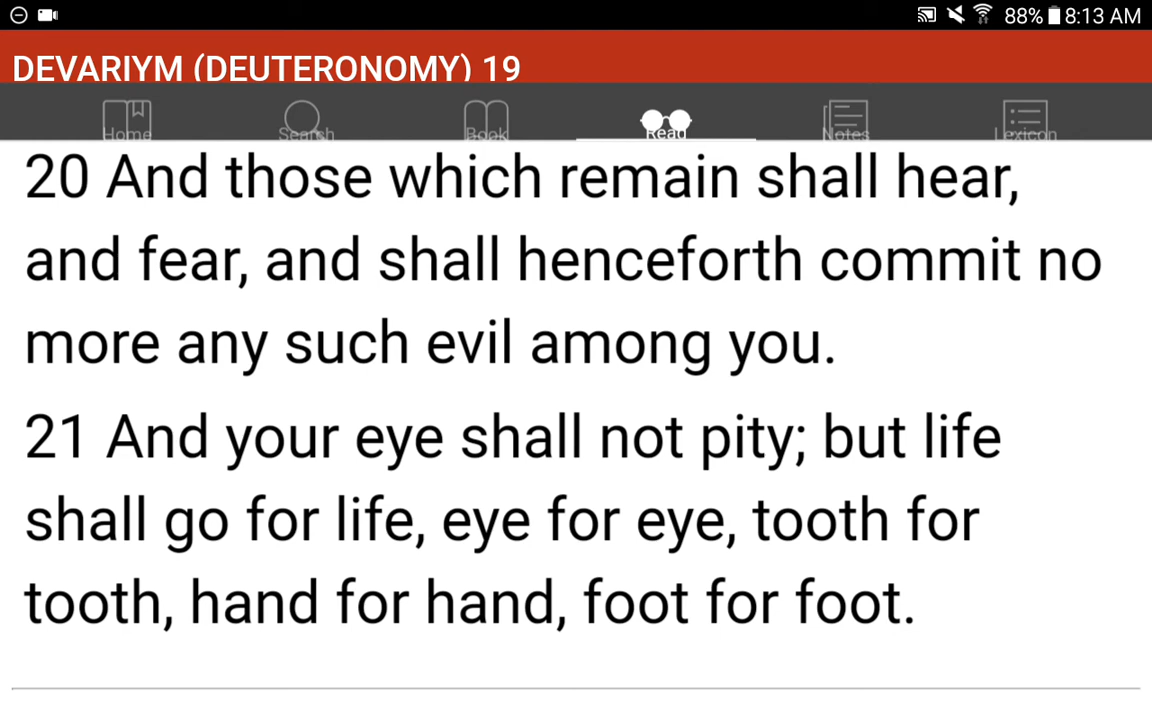 88% 8:13 AM
DEVARIYM (DEUTERONOMY) 19
Home Search Book Read Notes Lexicon
20 And those which remain shall hear,
and fear, and shall henceforth commit no
more any such evil among you.
21 And your eye shall not pity; but life
shall go for life, eye for eye, tooth for
tooth, hand for hand, foot for foot.